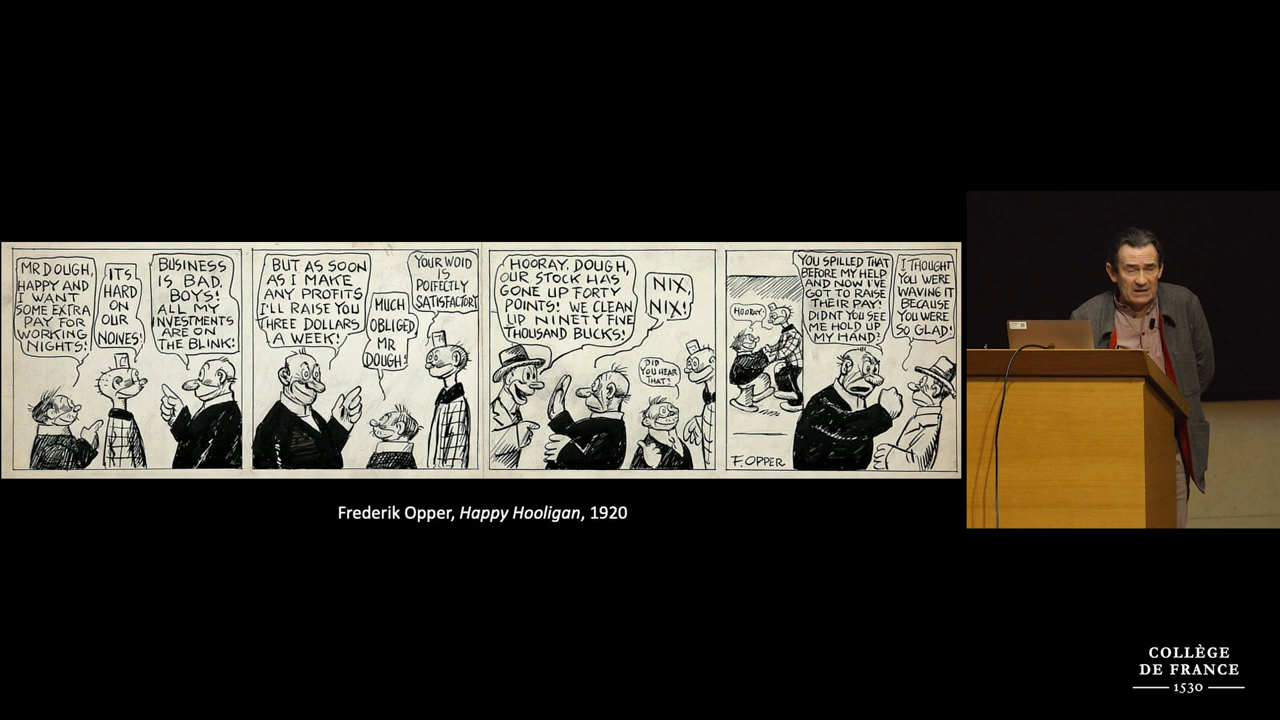 MR DOUGH,
HAPPY AND
I WANT
SOME EXTRA
PAY FOR
WORKING
NIGHTS!
ITS
HARD
ON
OUR
NOIVES!
BUSINESS
IS BAD,
BOYS!
ALL MY
INVESTMENTS
ARE ON
THE BLINK!
BUT AS SOON
AS I MAKE
ANY PROFITS
I'LL RAISE YOU
THREE DOLLARS
A WEEK!
MUCH
OBLIGED,
MR
DOUGH!
YOUR WOID
IS
POIFECTLY
SATISFACTORY
HOORAY, DOUGH,
OUR STOCK HAS
GONE UP FORTY
POINTS! WE CLEAN
UP NINETY FIVE
THOUSAND BUCKS!
NIX,
NIX!
DID
YOU HEAR
THAT?
HOORAY!
YOU SPILLED THAT
BEFORE MY HELP
AND NOW I'VE
GOT TO RAISE
THEIR PAY!
DIDNT YOU SEE
ME HOLD UP
MY HAND?
I THOUGHT
YOU WERE
WAVING IT
BECAUSE
YOU WERE
SO GLAD!
F. OPPER
Frederik Opper, Happy Hooligan, 1920
COLLÈGE
DE FRANCE
1530